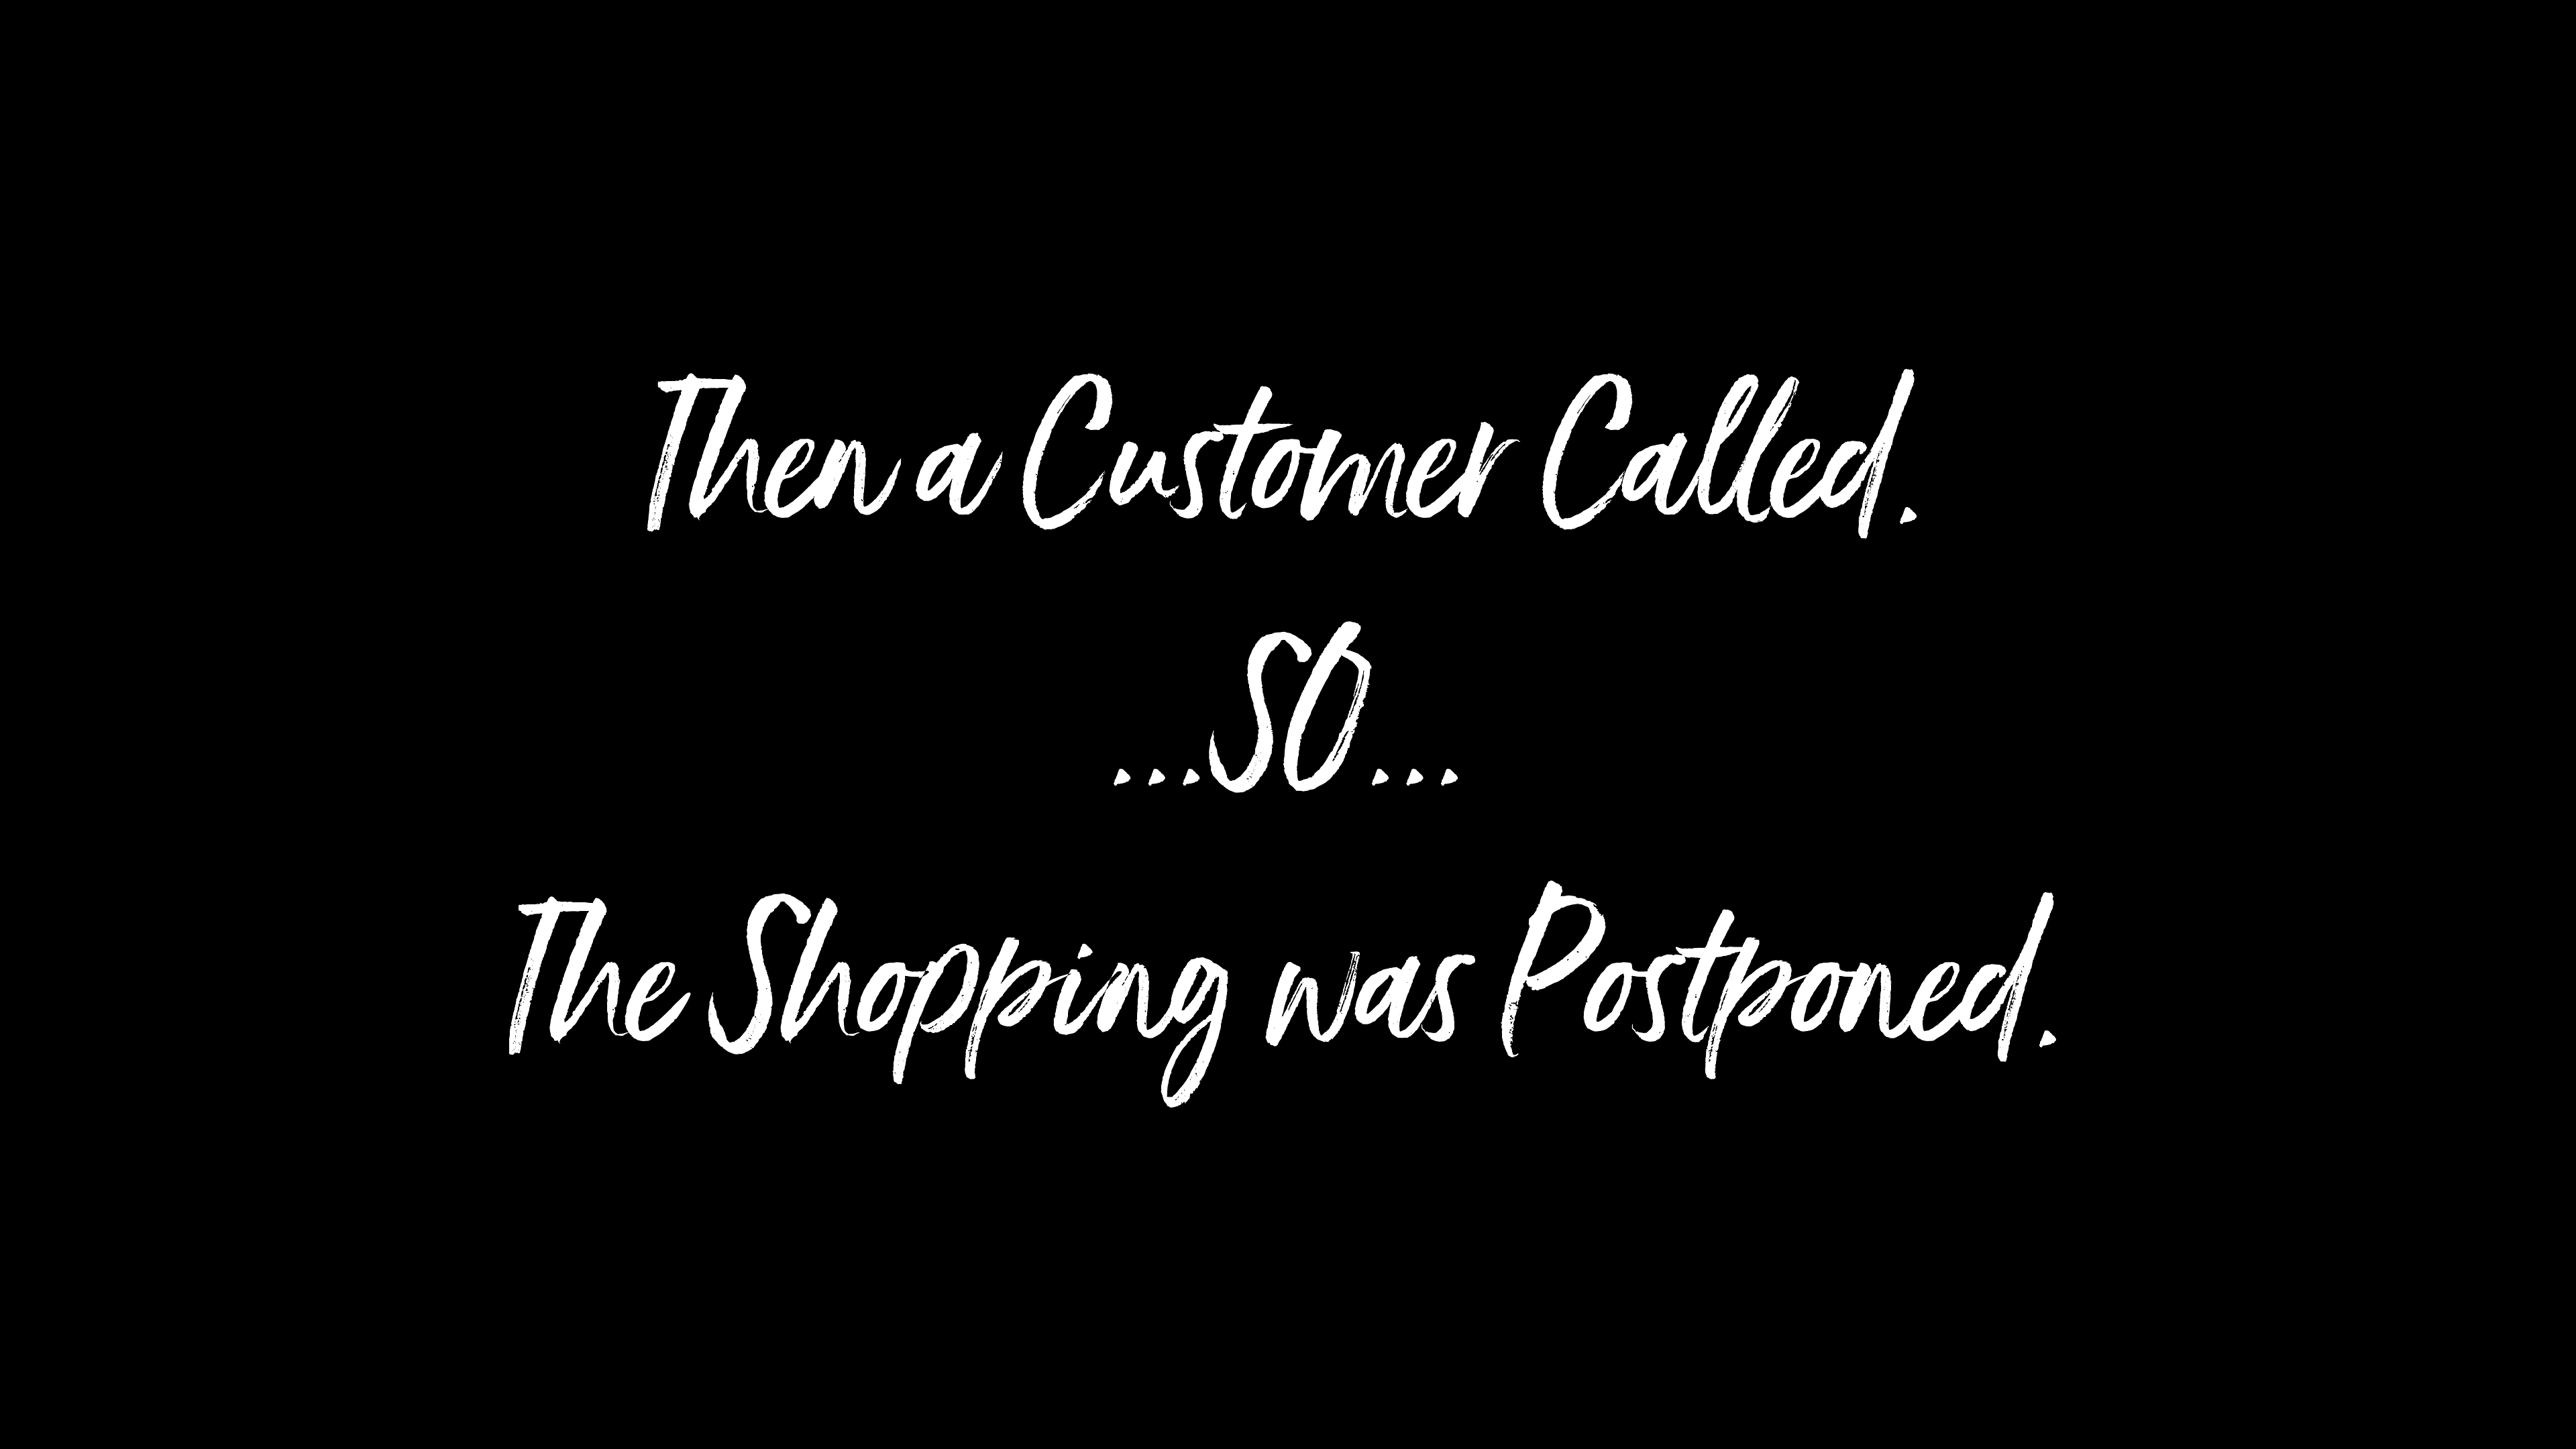 Then a Customer Called.
...SO...
The Shopping was Postponed.